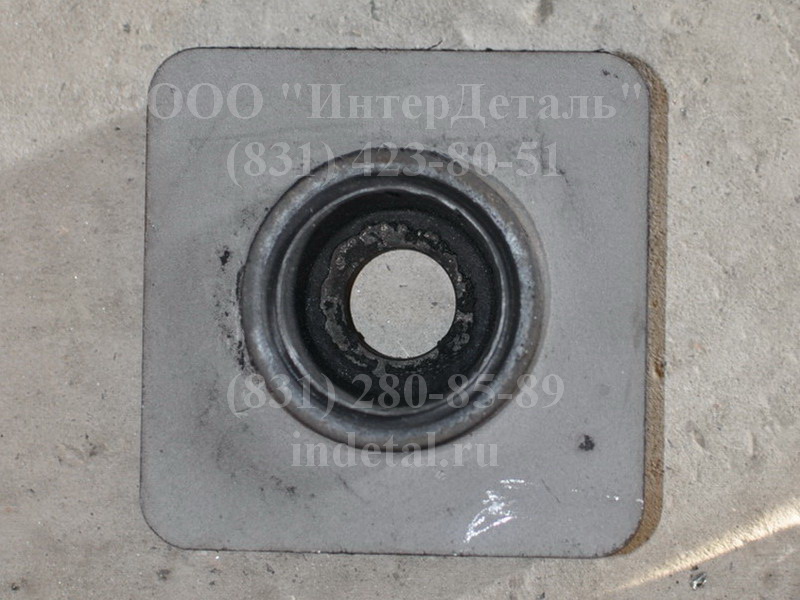 ООО "ИнтерДеталь"
(831) 423-80-51
(831) 280-85-89
indetal.ru